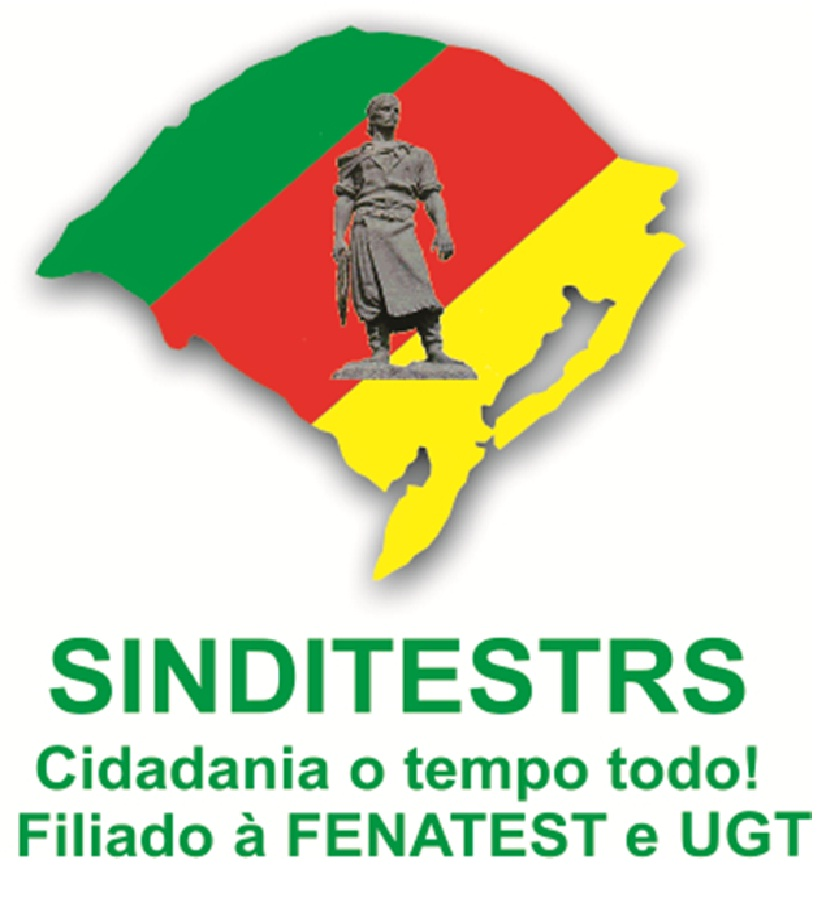 SINDITESTRS
Cidadania o tempo todo!
Filiado à FENATEST e UGT